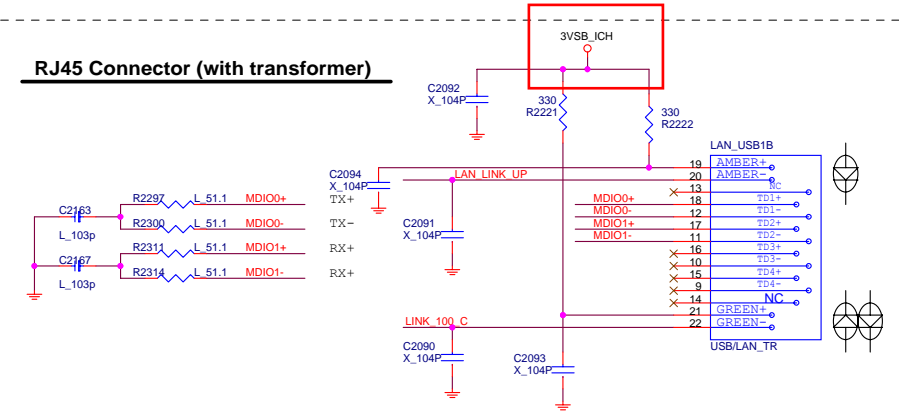 3VSB_ICH
RJ45 Connector (with transformer)
C2092
X_104P
330
R2221
330
R2222
LAN_USB1B
C2094
X_104P
LAN_LINK_UP
19 AMBER+
20 AMBER-
13 NC
R2297 L_51.1 MDIO0+ TX+
MDIO0+ 18 TD1+
C2163
L_103p
R2300 L_51.1 MDIO0- TX-
C2091
X_104P
MDIO0- 12 TD1-
MDIO1+ 17 TD2+
MDIO1- 11 TD2-
R2311 L_51.1 MDIO1+ RX+
16 TD3+
C2167
L_103p
10 TD3-
R2314 L_51.1 MDIO1- RX+
15 TD4+
9 TD4-
14 NC
21 GREEN+
LINK_100_C 22 GREEN-
USB/LAN_TR
C2090
X_104P
C2093
X_104P